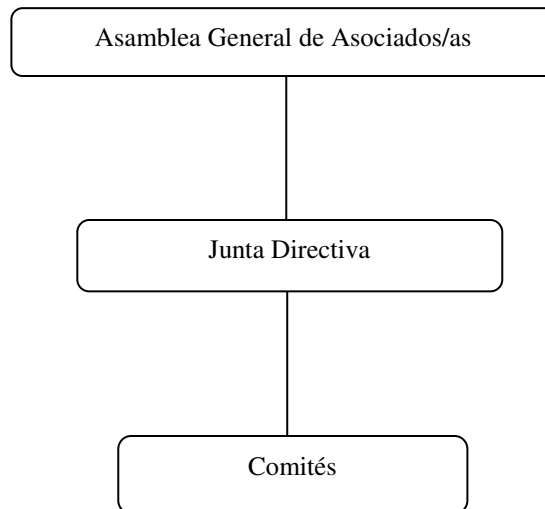 Asamblea General de Asociados/as
Junta Directiva
Comités